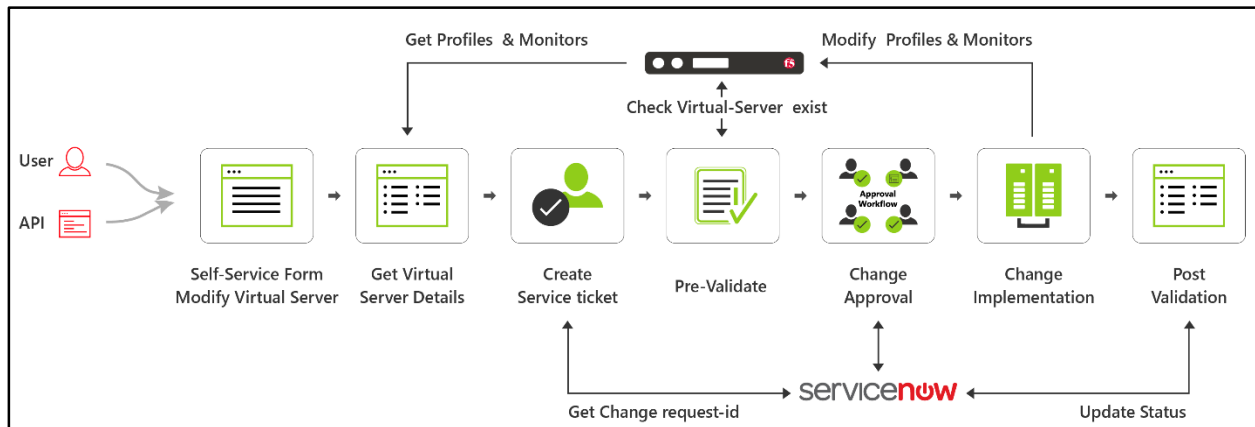 Get Profiles & Monitors
Modify Profiles & Monitors
f5
Check Virtual-Server exist
User
API
Approval
Workflow
Self-Service Form
Modify Virtual Server
Get Virtual
Server Details
Create
Service ticket
Pre-Validate
Change
Approval
Change
Implementation
Post
Validation
servicenow
Get Change request-id
Update Status